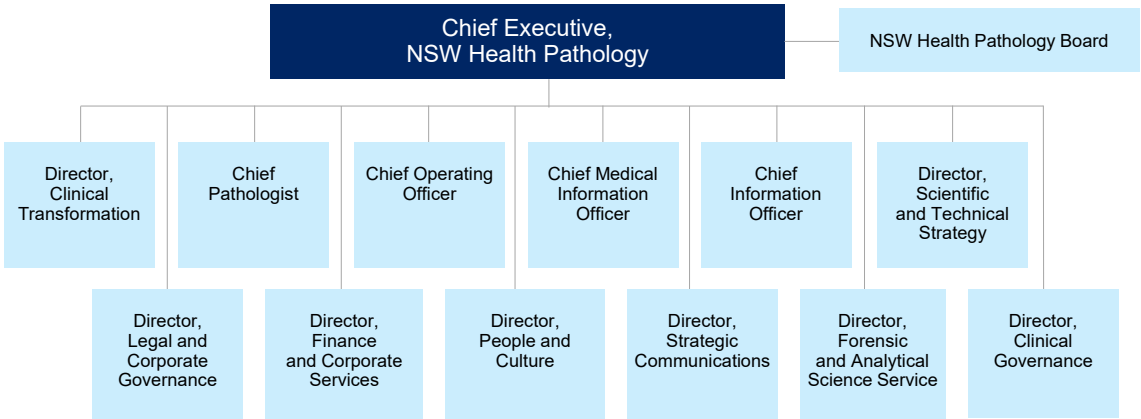 Chief Executive,
NSW Health Pathology
NSW Health Pathology Board
Director,
Clinical
Transformation
Chief
Pathologist
Chief Operating
Officer
Chief Medical
Information
Officer
Chief
Information
Officer
Director,
Scientific
and Technical
Strategy
Director,
Legal and
Corporate
Governance
Director,
Finance
and Corporate
Services
Director,
People and
Culture
Director,
Strategic
Communications
Director,
Forensic
and Analytical
Science Service
Director,
Clinical
Governance